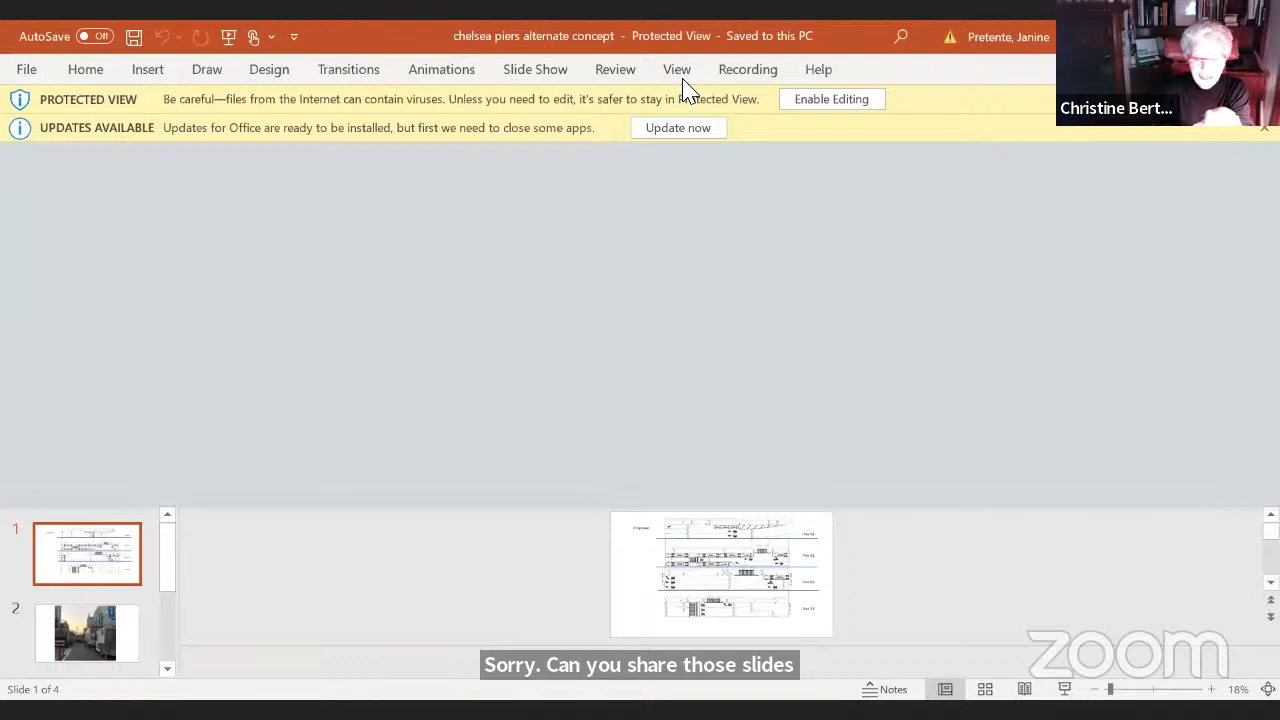 AutoSave Off chelsea piers alternate concept - Protected View - Saved to this PC Pretente, Janine
File Home Insert Draw Design Transitions Animations Slide Show Review View Recording Help
PROTECTED VIEW Be careful—files from the Internet can contain viruses. Unless you need to edit, it's safer to stay in Protected View. Enable Editing
Christine Bert...
UPDATES AVAILABLE Updates for Office are ready to be installed, but first we need to close some apps. Update now
1
2
Sorry. Can you share those slides
zoom
Slide 1 of 4 Notes 18%